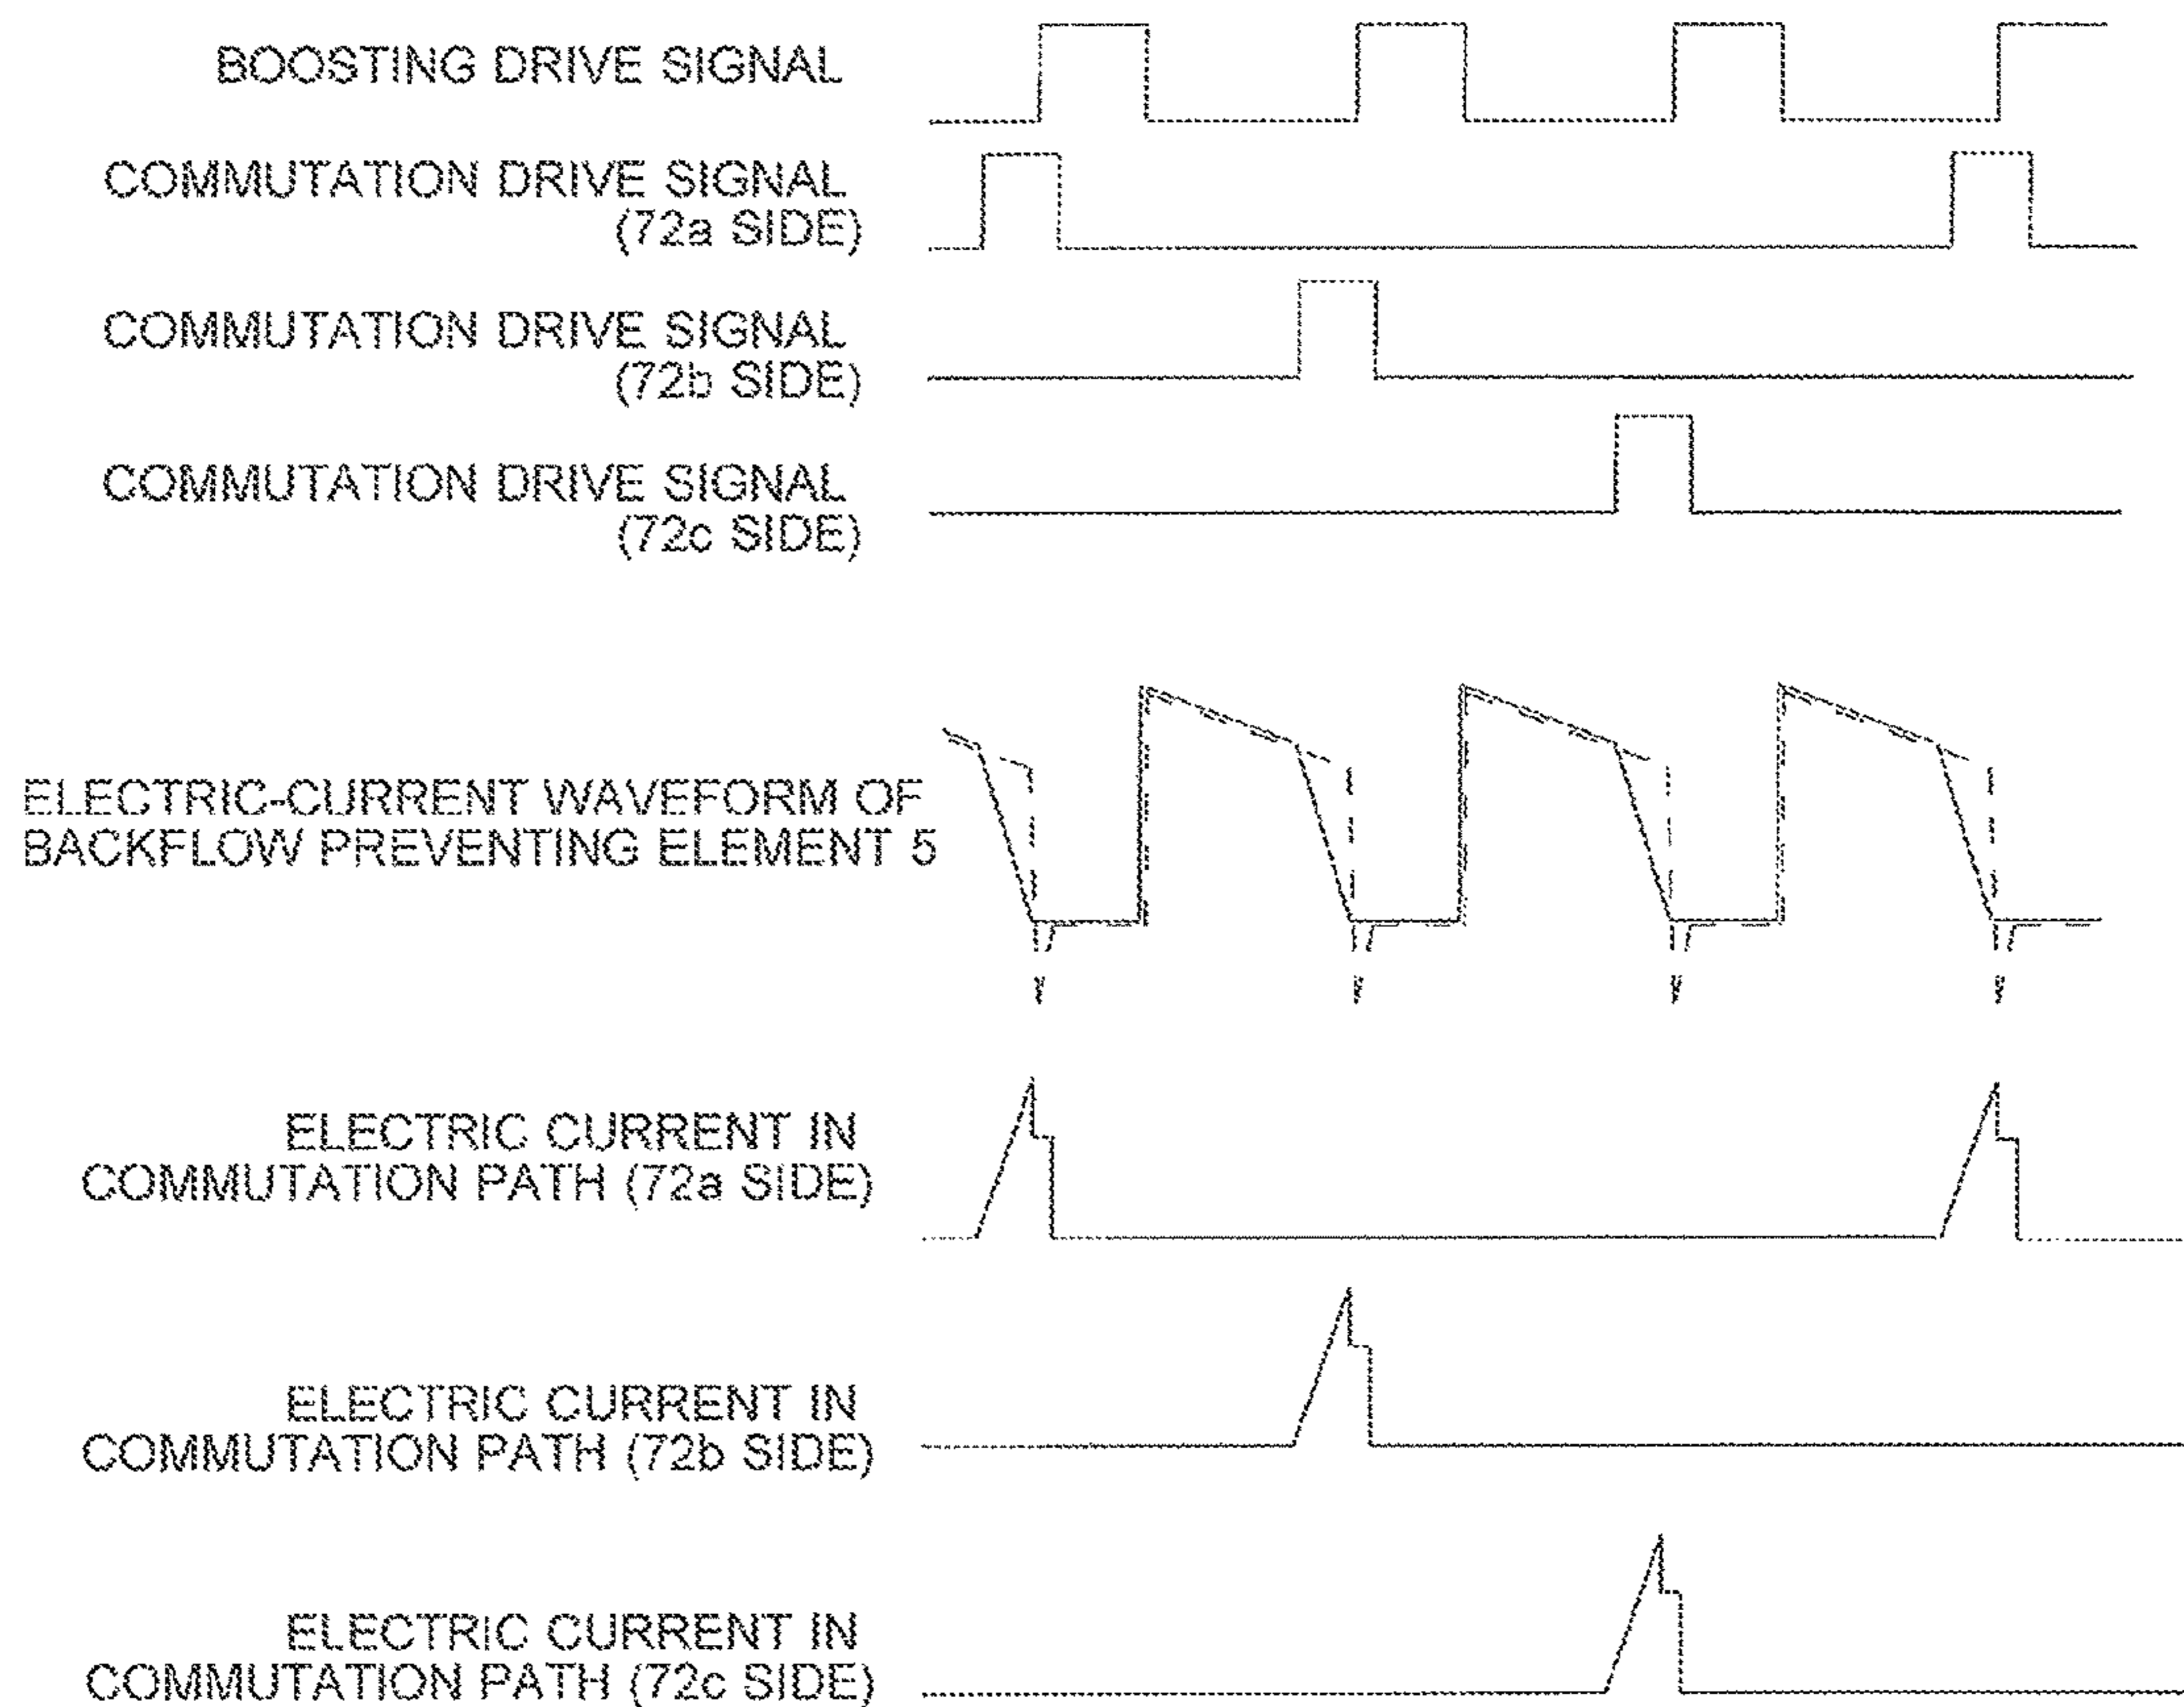 BOOSTING DRIVE SIGNAL
COMMUTATION DRIVE SIGNAL
(72a SIDE)
COMMUTATION DRIVE SIGNAL
(72b SIDE)
COMMUTATION DRIVE SIGNAL
(72c SIDE)
ELECTRIC-CURRENT WAVEFORM OF
BACKFLOW PREVENTING ELEMENT 5
ELECTRIC CURRENT IN
COMMUTATION PATH (72a SIDE)
ELECTRIC CURRENT IN
COMMUTATION PATH (72b SIDE)
ELECTRIC CURRENT IN
COMMUTATION PATH (72c SIDE)